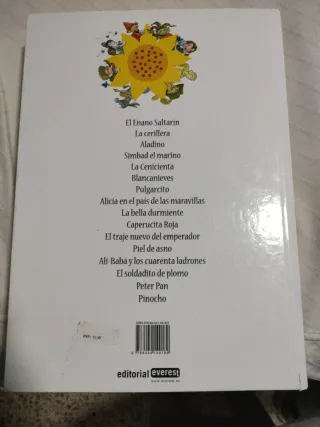 El Enano Saltarín
La cerillera
Aladino
Simbad el marino
La Cenicienta
Blancanieves
Pulgarcito
Alicia en el país de las maravillas
La bella durmiente
Caperucita Roja
El traje nuevo del emperador
Piel de asno
Alí-Babá y los cuarenta ladrones
El soldadito de plomo
Peter Pan
Pinocho
editorial everest